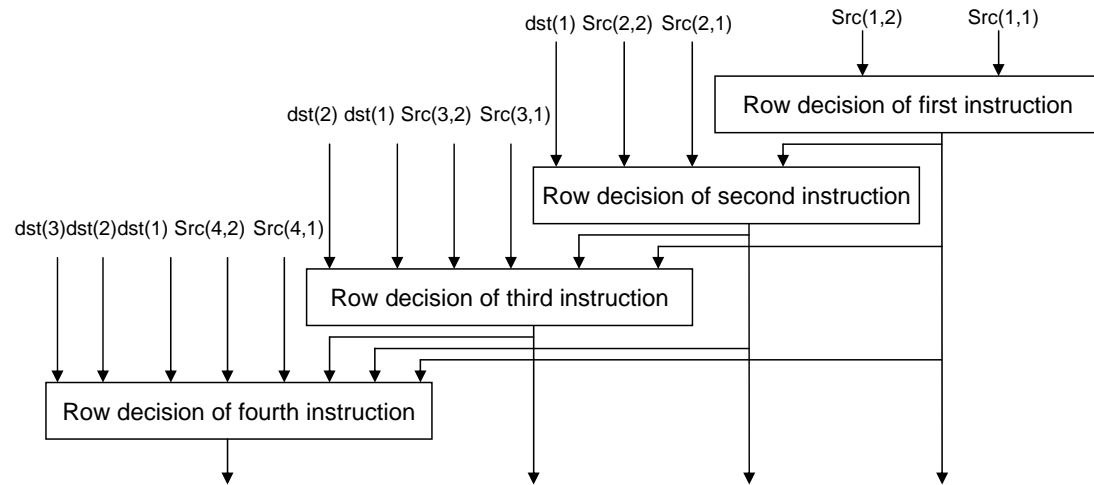 dst(1) Src(2,2) Src(2,1)
Src(1,2) Src(1,1)
Row decision of first instruction
dst(2) dst(1) Src(3,2) Src(3,1)
Row decision of second instruction
dst(3)dst(2)dst(1) Src(4,2) Src(4,1)
Row decision of third instruction
Row decision of fourth instruction